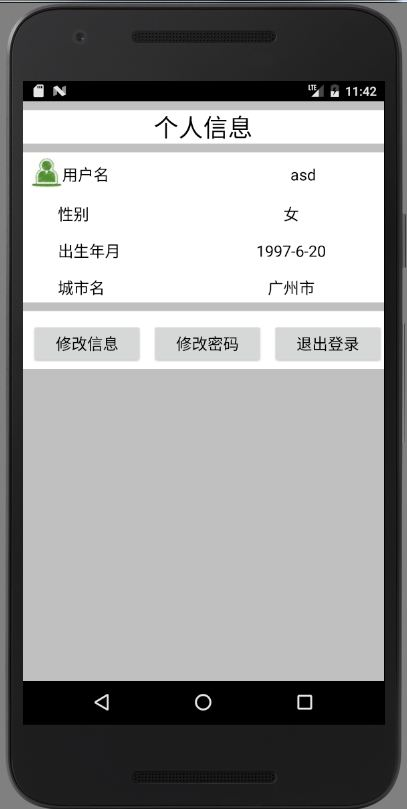 LTE 11:42
个人信息
用户名 asd
性别 女
出生年月 1997-6-20
城市名 广州市
修改信息 修改密码 退出登录